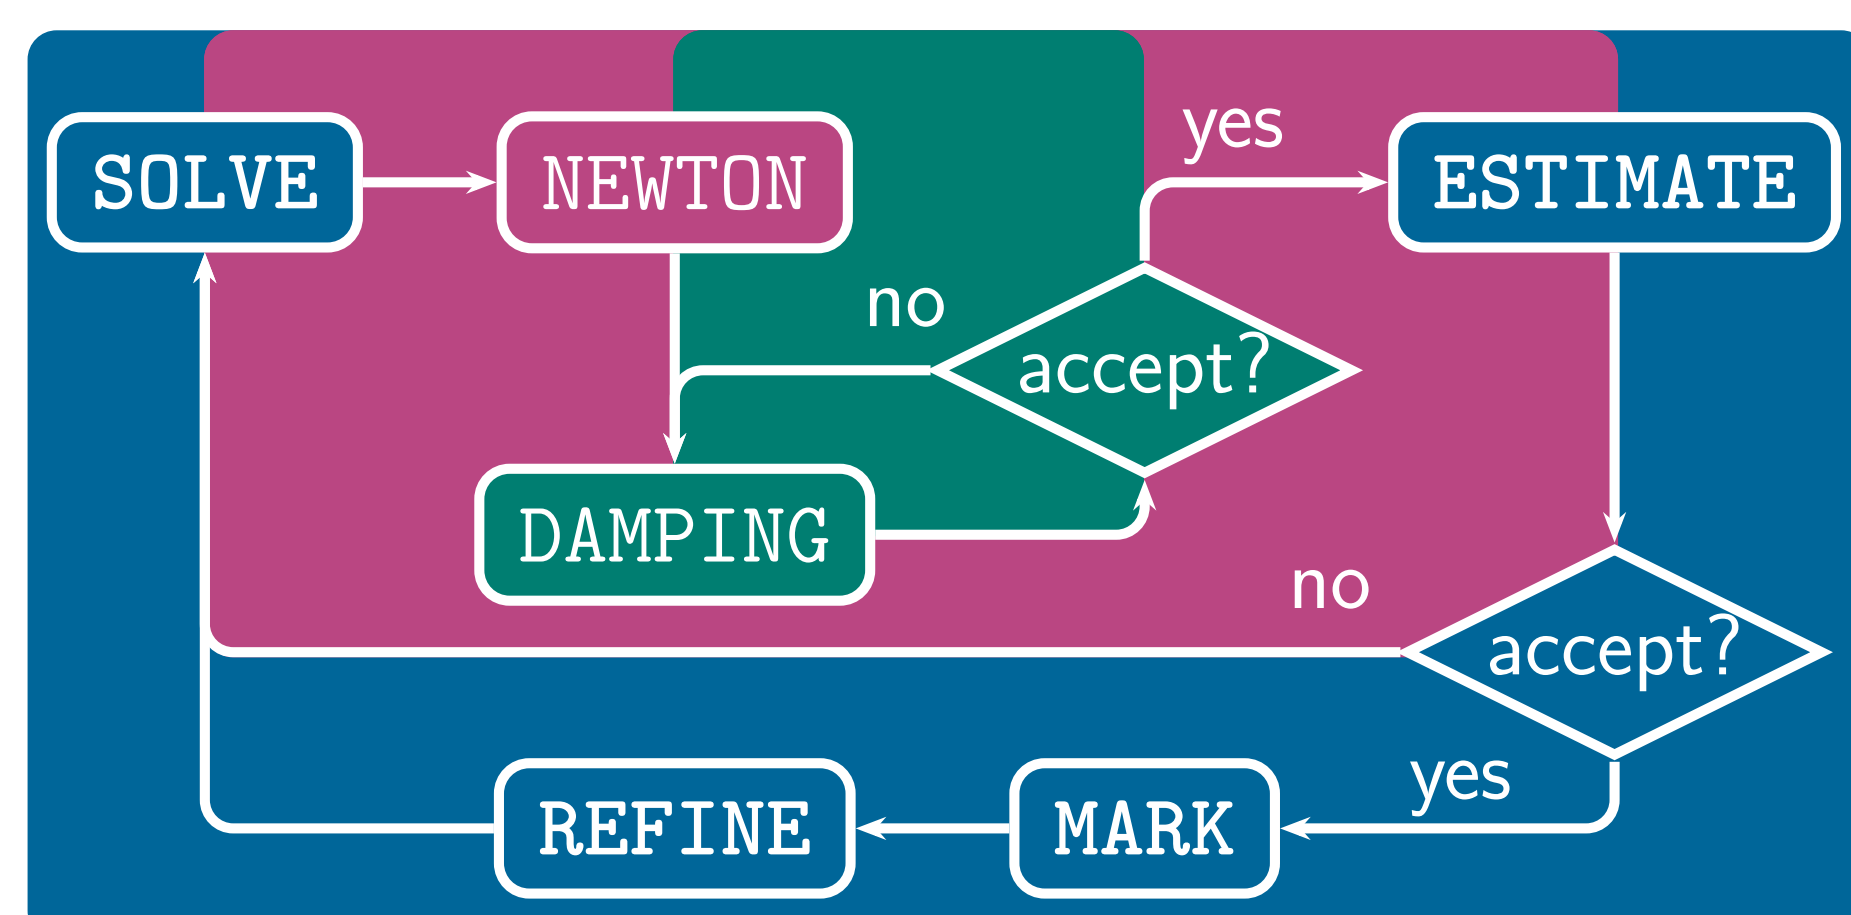 yes
SOLVE
NEWTON
ESTIMATE
no
accept?
DAMPING
no
accept?
yes
REFINE
MARK